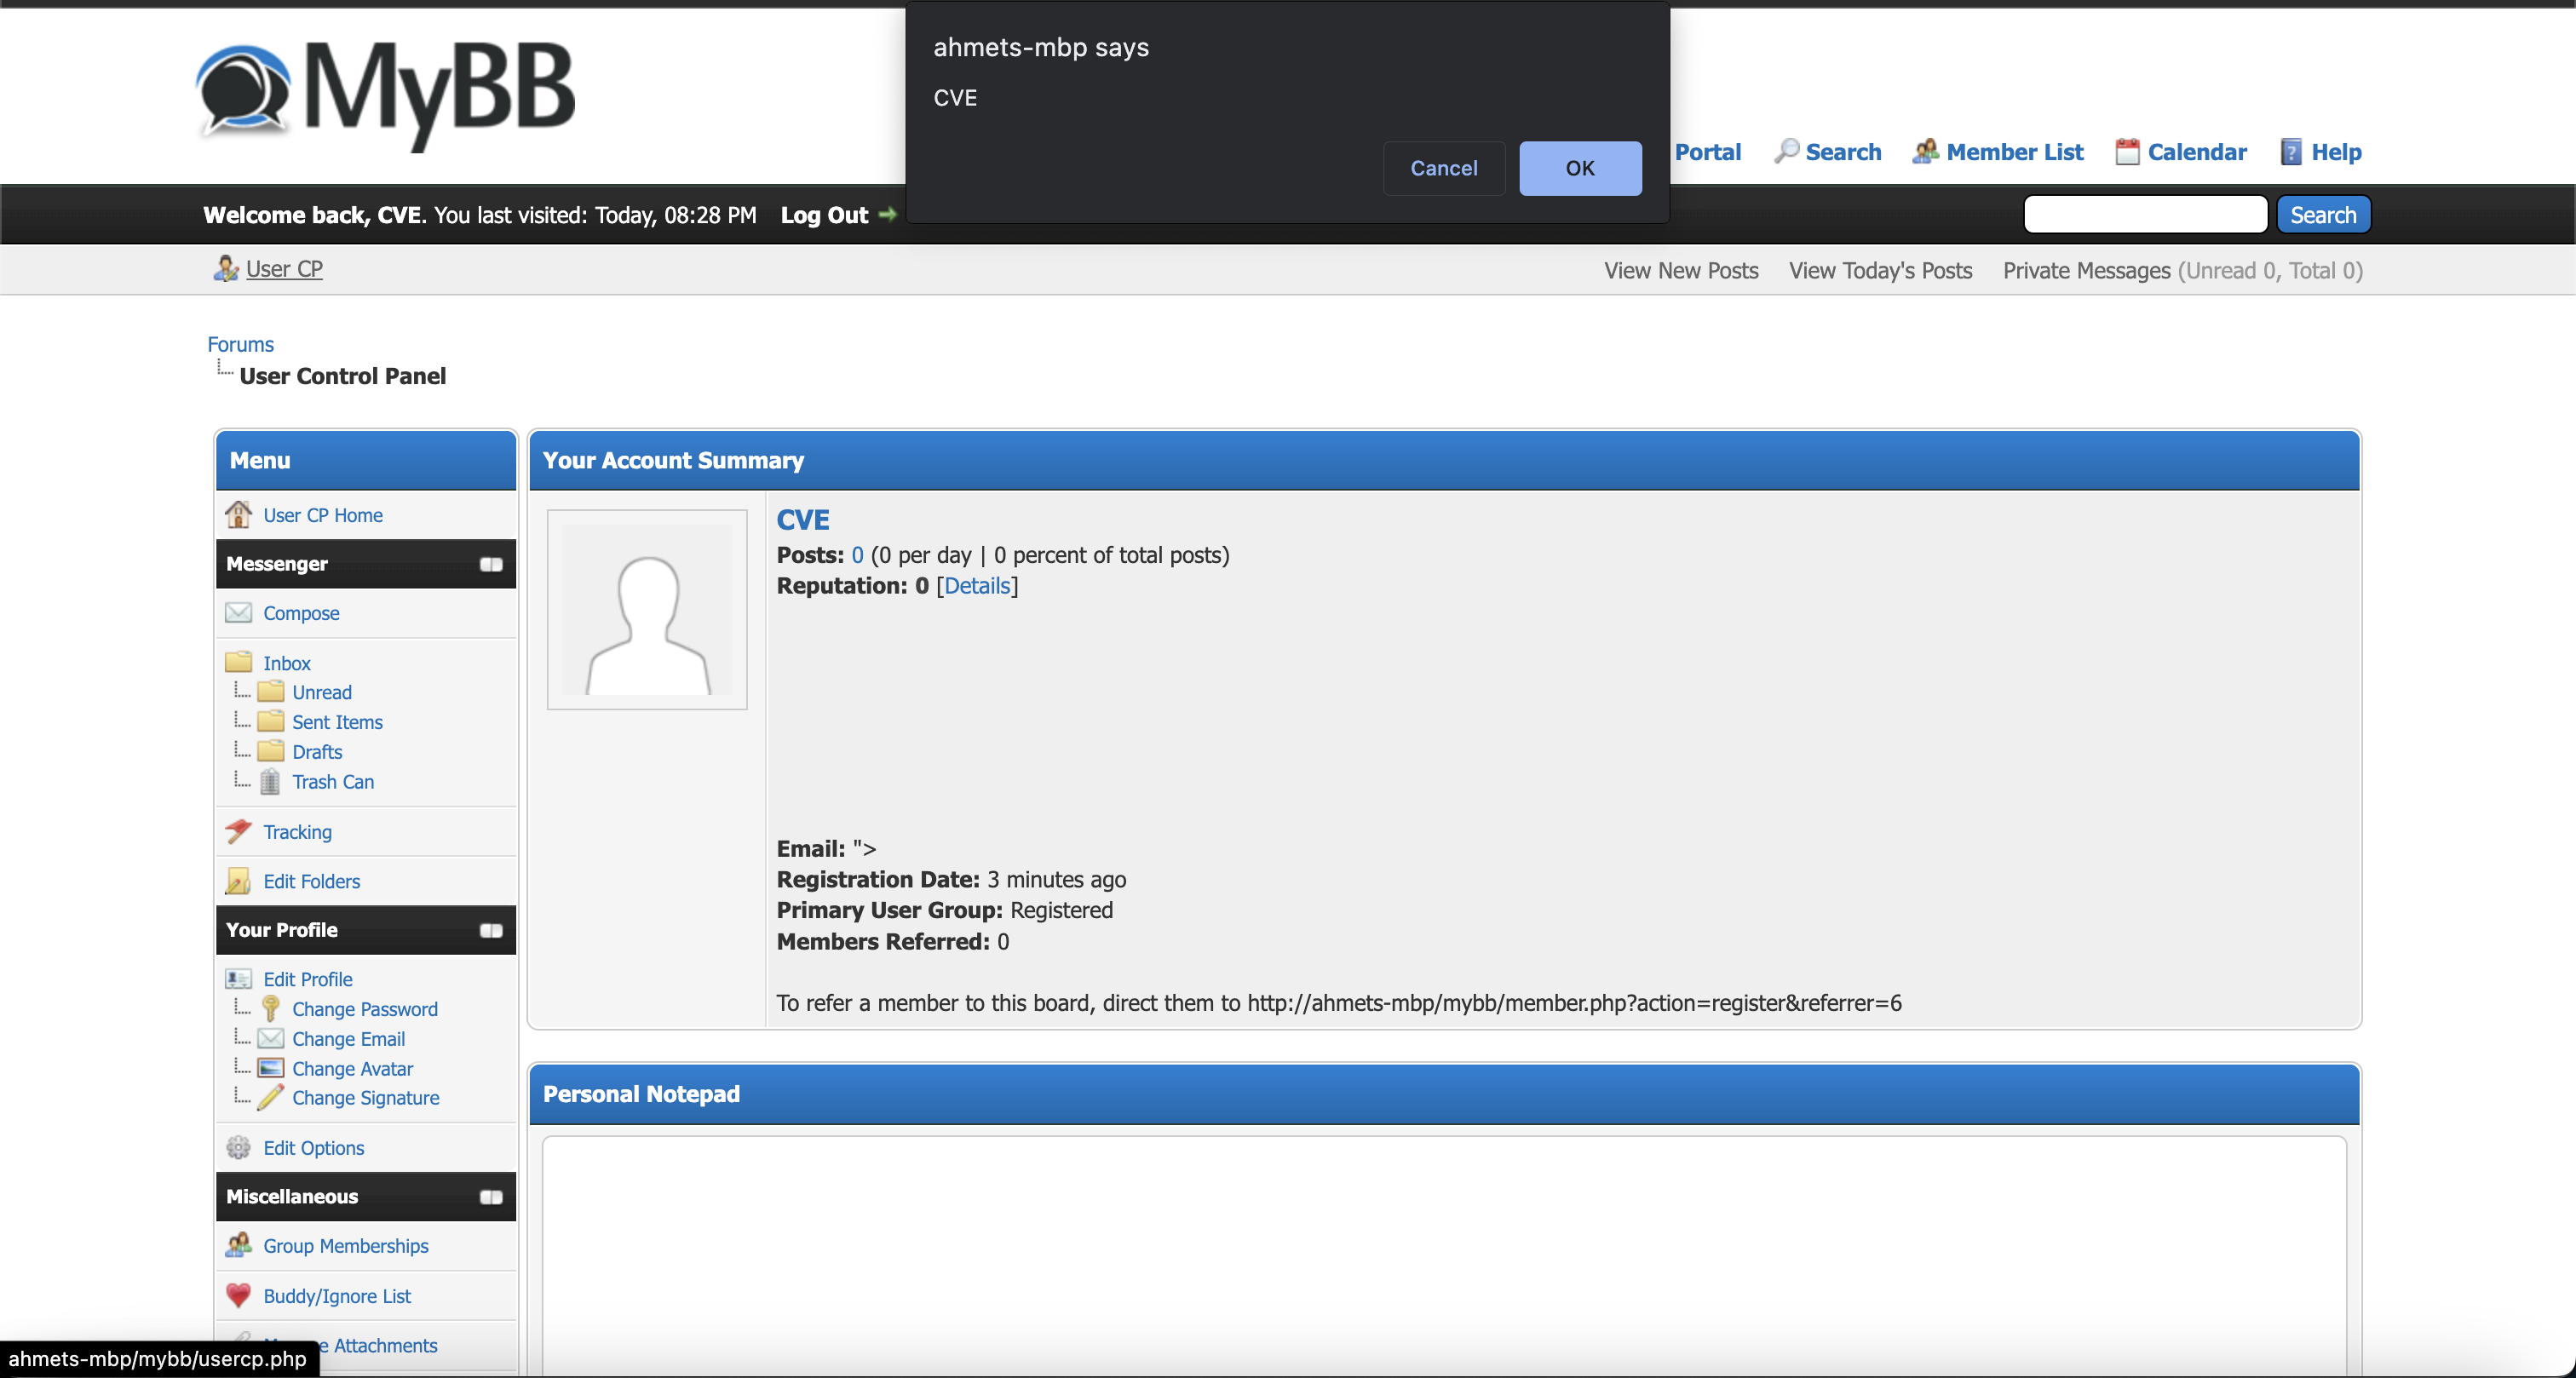 MyBB
ahmets-mbp says
CVE
Cancel
OK
Portal
Search
Member List
Calendar
Help
Welcome back, CVE. You last visited: Today, 08:28 PM Log Out
Search
User CP
View New Posts
View Today's Posts
Private Messages (Unread 0, Total 0)
Forums
User Control Panel
Menu
User CP Home
Messenger
Compose
Inbox
Unread
Sent Items
Drafts
Trash Can
Tracking
Edit Folders
Your Profile
Edit Profile
Change Password
Change Email
Change Avatar
Change Signature
Edit Options
Miscellaneous
Group Memberships
Buddy/Ignore List
Attachments
Your Account Summary
CVE
Posts: 0 (0 per day | 0 percent of total posts)
Reputation: 0 [Details]
Email: ">
Registration Date: 3 minutes ago
Primary User Group: Registered
Members Referred: 0
To refer a member to this board, direct them to http://ahmets-mbp/mybb/member.php?action=register&referrer=6
Personal Notepad
ahmets-mbp/mybb/usercp.php